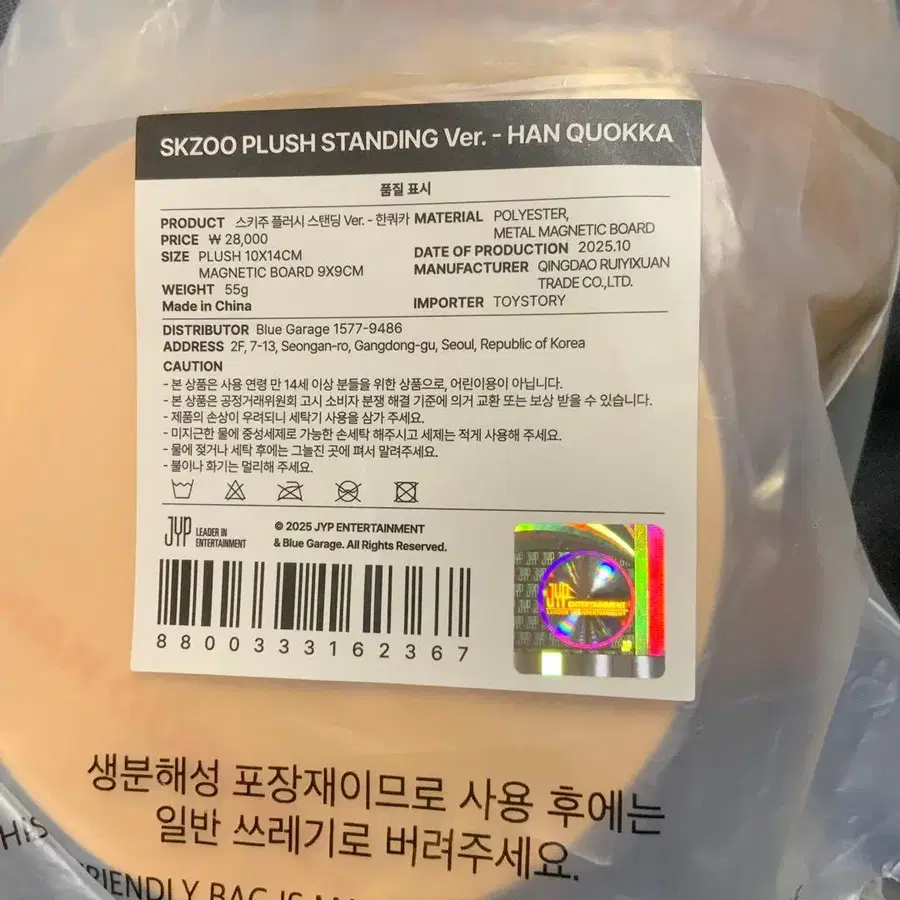 SKZOO PLUSH STANDING Ver. - HAN QUOKKA
품질 표시
PRODUCT 스키주 플러시 스탠딩 Ver. - 한쿼카
PRICE ₩ 28,000
SIZE PLUSH 10X14CM
MAGNETIC BOARD 9X9CM
WEIGHT 55g
Made in China
MATERIAL POLYESTER,
METAL MAGNETIC BOARD
DATE OF PRODUCTION 2025.10
MANUFACTURER QINGDAO RUIYIXUAN
TRADE CO.,LTD.
IMPORTER TOYSTORY
DISTRIBUTOR Blue Garage 1577-9486
ADDRESS 2F, 7-13, Seongan-ro, Gangdong-gu, Seoul, Republic of Korea
CAUTION
- 본 상품은 사용 연령 만 14세 이상 분들을 위한 상품으로, 어린이용이 아닙니다.
- 본 상품은 공정거래위원회 고시 소비자 분쟁 해결 기준에 의거 교환 또는 보상 받을 수 있습니다.
- 제품의 손상이 우려되니 세탁기 사용을 삼가 주세요.
- 미지근한 물에 중성세제로 가능한 손세탁 해주시고 세제는 적게 사용해 주세요.
- 물에 젖거나 세탁 후에는 그늘진 곳에 펴서 말려주세요.
- 불이나 화기는 멀리해 주세요.
JYP LEADER IN
ENTERTAINMENT
© 2025 JYP ENTERTAINMENT
& Blue Garage. All Rights Reserved.
8800333162367
JYP
ENTERTAINMENT
생분해성 포장재이므로 사용 후에는
일반 쓰레기로 버려주세요.
HIS
RIENDLY BAG IS